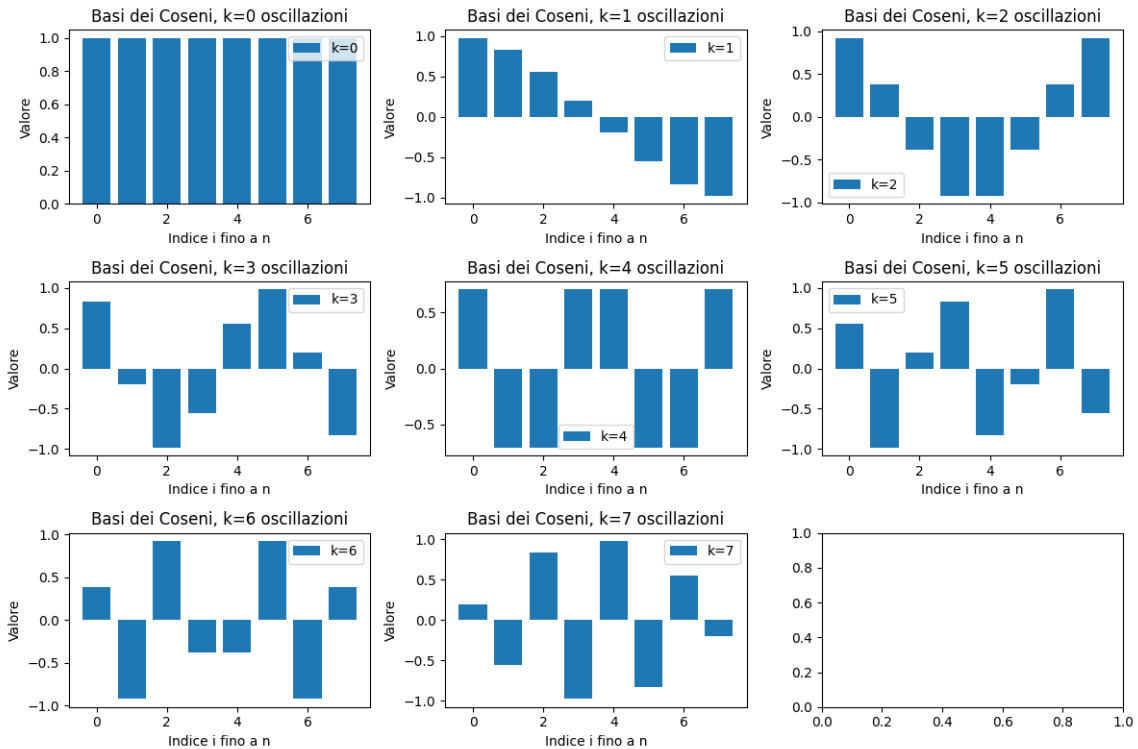 Basi dei Coseni, k=0 oscillazioni
1.0
0.8
0.6
0.4
0.2
0.0
Valore
k=0
0 2 4 6
Indice i fino a n
Basi dei Coseni, k=1 oscillazioni
1.0
0.5
0.0
−0.5
−1.0
Valore
k=1
0 2 4 6
Indice i fino a n
Basi dei Coseni, k=2 oscillazioni
1.0
0.5
0.0
−0.5
−1.0
Valore
k=2
0 2 4 6
Indice i fino a n
Basi dei Coseni, k=3 oscillazioni
1.0
0.5
0.0
−0.5
−1.0
Valore
k=3
0 2 4 6
Indice i fino a n
Basi dei Coseni, k=4 oscillazioni
0.5
0.0
−0.5
Valore
k=4
0 2 4 6
Indice i fino a n
Basi dei Coseni, k=5 oscillazioni
1.0
0.5
0.0
−0.5
−1.0
Valore
k=5
0 2 4 6
Indice i fino a n
Basi dei Coseni, k=6 oscillazioni
1.0
0.5
0.0
−0.5
−1.0
Valore
k=6
0 2 4 6
Indice i fino a n
Basi dei Coseni, k=7 oscillazioni
1.0
0.5
0.0
−0.5
−1.0
Valore
k=7
0 2 4 6
Indice i fino a n
1.0
0.8
0.6
0.4
0.2
0.0
0.0 0.2 0.4 0.6 0.8 1.0